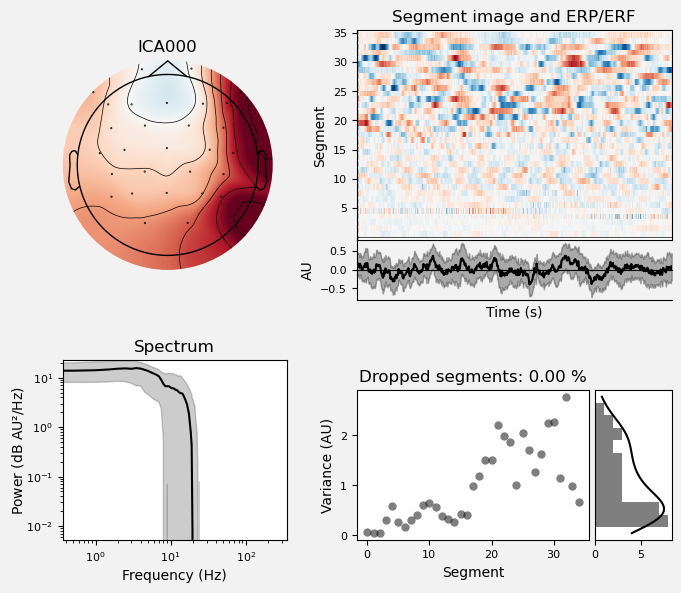 ICA000
Segment image and ERP/ERF
35
30
25
20
15
10
5
Segment
0.5
0.0
−0.5
AU
Time (s)
Spectrum
10¹
10⁰
10⁻¹
10⁻²
Power (dB AU²/Hz)
10⁰ 10¹ 10²
Frequency (Hz)
Dropped segments: 0.00 %
2
1
0
Variance (AU)
0 10 20 30
Segment
0 5